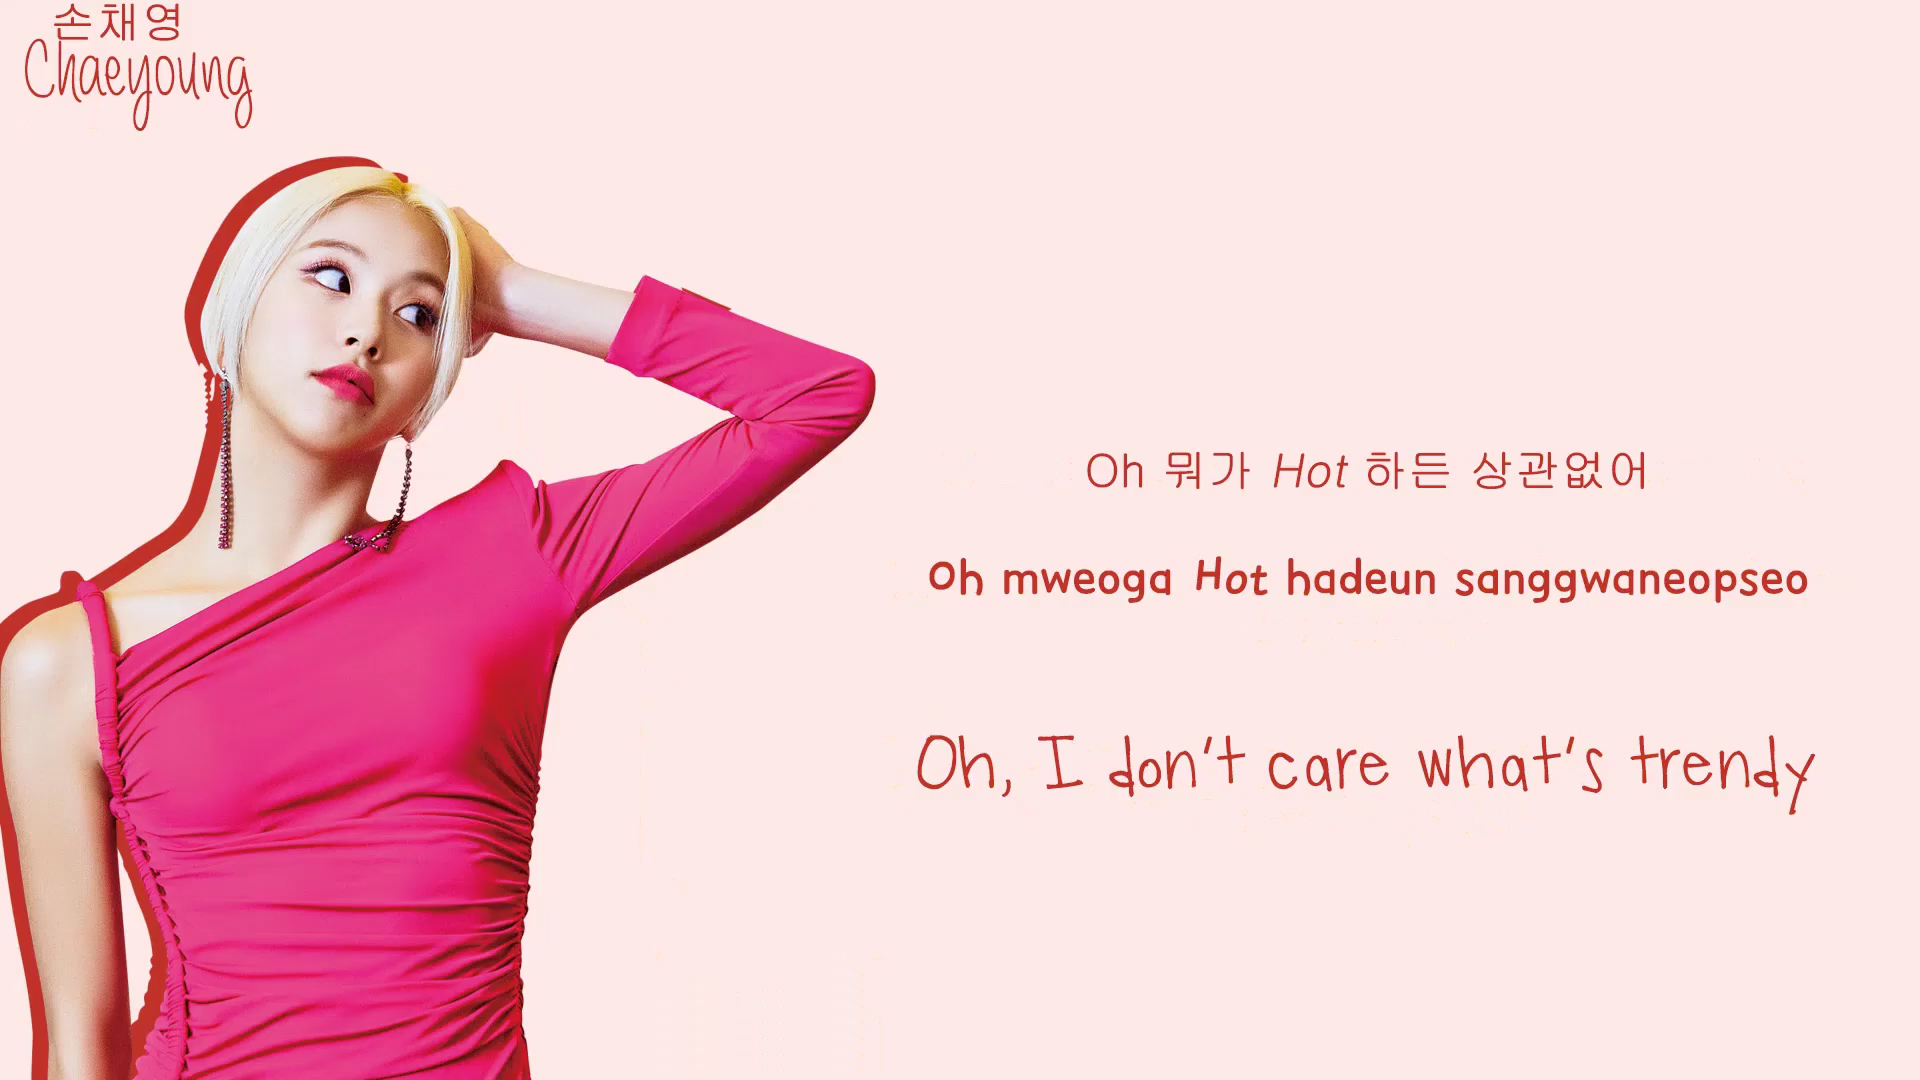 손채영
Chaeyoung
Oh 뭐가 Hot 하든 상관없어
Oh mweoga Hot hadeun sanggwaneopseo
Oh, I don't care what's trendy